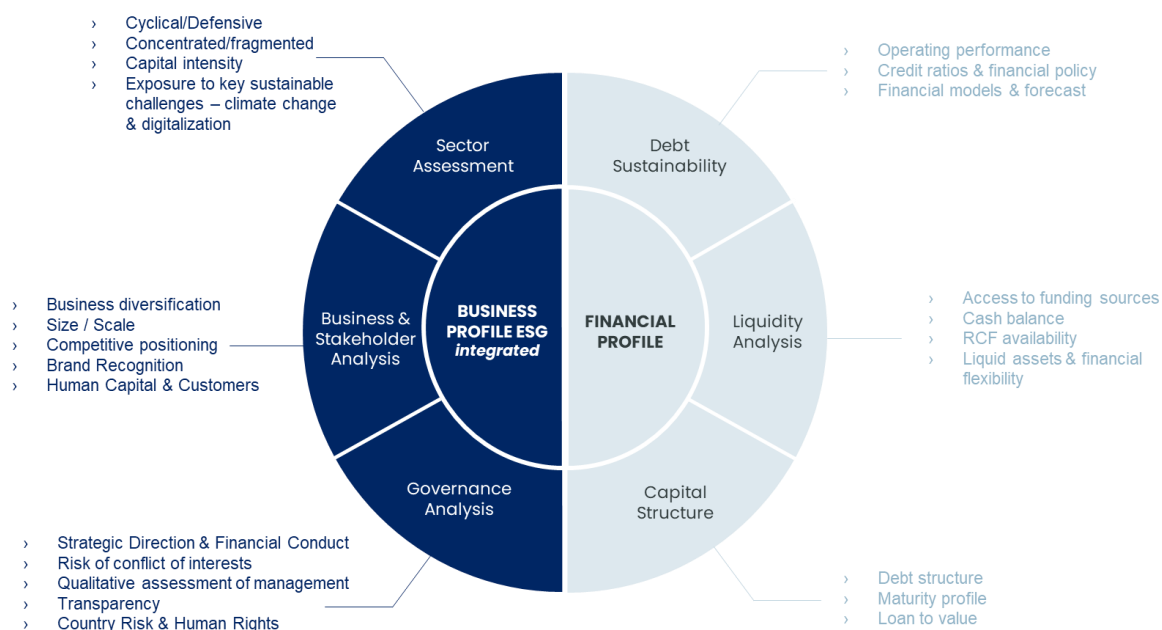 › Cyclical/Defensive
› Concentrated/fragmented
› Capital intensity
› Exposure to key sustainable
challenges – climate change
& digitalization
› Operating performance
› Credit ratios & financial policy
› Financial models & forecast
Sector
Assessment
Debt
Sustainability
› Business diversification
› Size / Scale
› Competitive positioning
› Brand Recognition
› Human Capital & Customers
Business &
Stakeholder
Analysis
BUSINESS
PROFILE ESG
integrated
FINANCIAL
PROFILE
Liquidity
Analysis
› Access to funding sources
› Cash balance
› RCF availability
› Liquid assets & financial
flexibility
Governance
Analysis
Capital
Structure
› Strategic Direction & Financial Conduct
› Risk of conflict of interests
› Qualitative assessment of management
› Transparency
› Country Risk & Human Rights
› Debt structure
› Maturity profile
› Loan to value